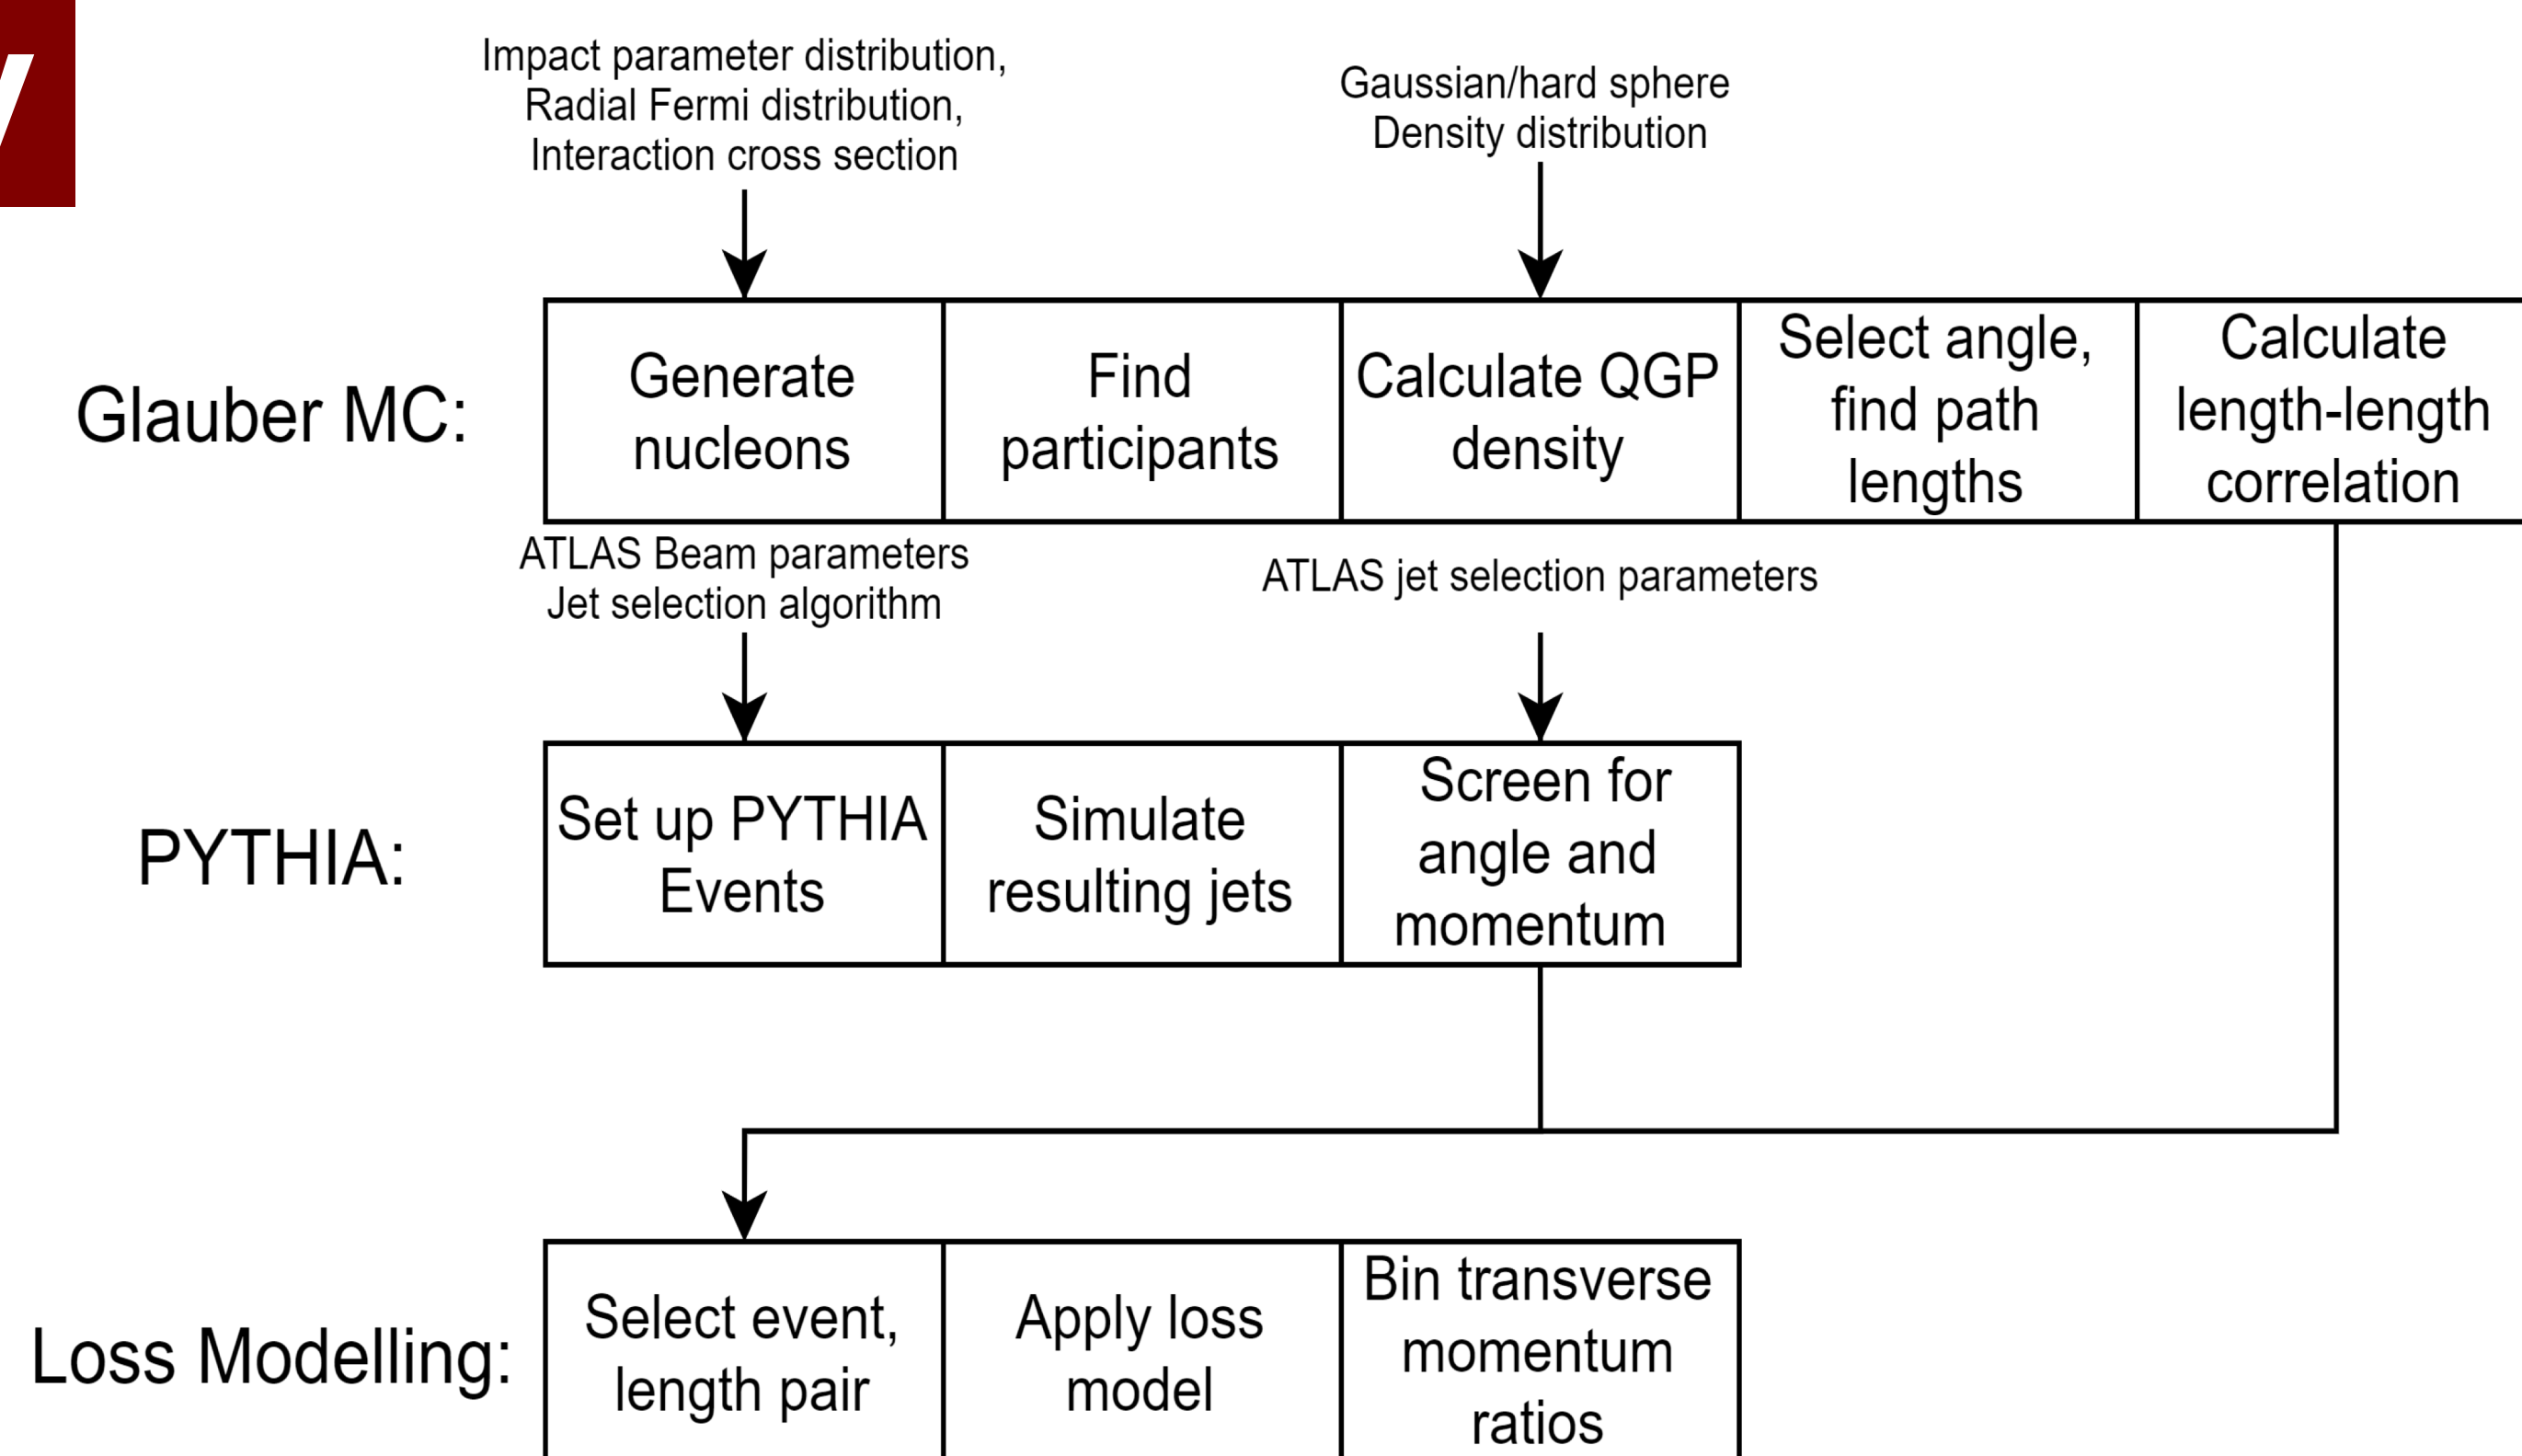 y
Impact parameter distribution,
Radial Fermi distribution,
Interaction cross section
Gaussian/hard sphere
Density distribution
Glauber MC:
Generate
nucleons
Find
participants
Calculate QGP
density
Select angle,
find path
lengths
Calculate
length-length
correlation
ATLAS Beam parameters
Jet selection algorithm
ATLAS jet selection parameters
PYTHIA:
Set up PYTHIA
Events
Simulate
resulting jets
Screen for
angle and
momentum
Loss Modelling:
Select event,
length pair
Apply loss
model
Bin transverse
momentum
ratios